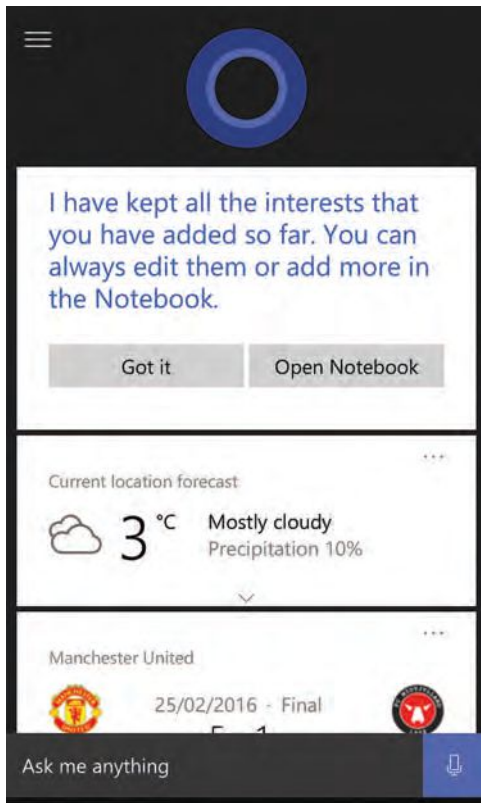 I have kept all the interests that
you have added so far. You can
always edit them or add more in
the Notebook.
Got it Open Notebook
Current location forecast
3 °C Mostly cloudy
Precipitation 10%
Manchester United
25/02/2016 - Final
Ask me anything